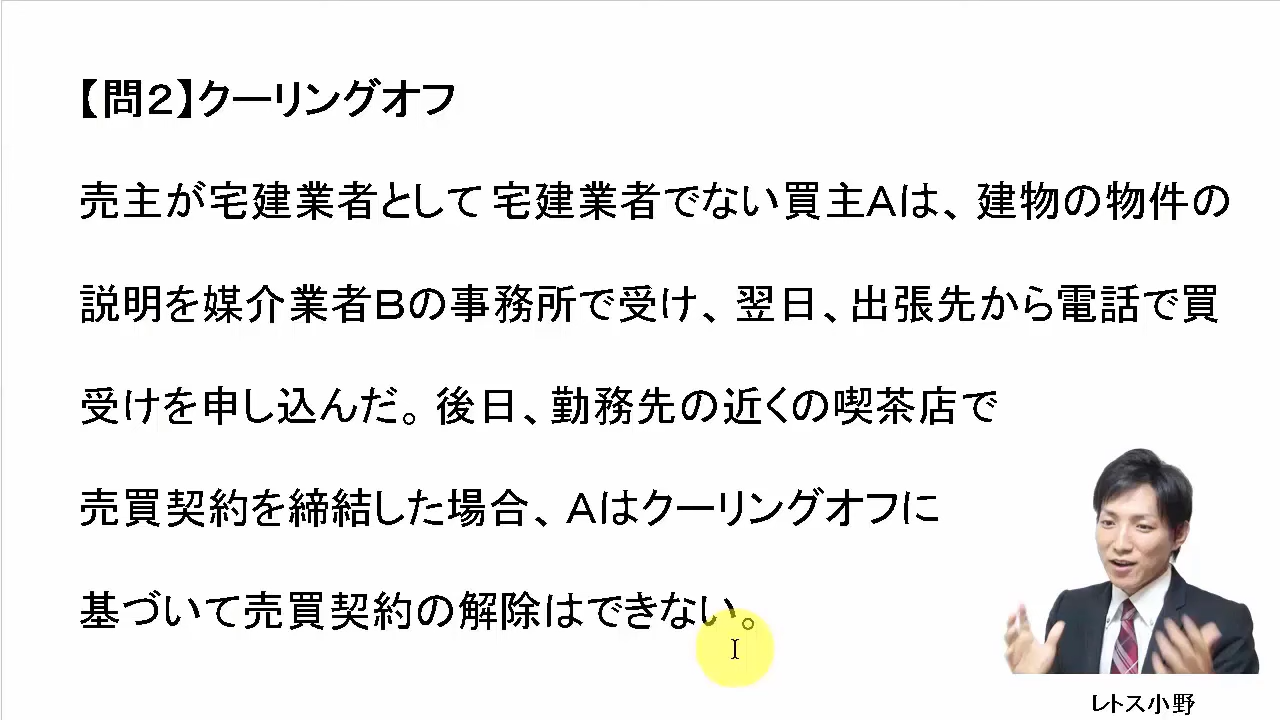 【問２】クーリングオフ
売主が宅建業者として宅建業者でない買主Ａは、建物の物件の
説明を媒介業者Ｂの事務所で受け、翌日、出張先から電話で買
受けを申し込んだ。後日、勤務先の近くの喫茶店で
売買契約を締結した場合、Ａはクーリングオフに
基づいて売買契約の解除はできない。
レトス小野